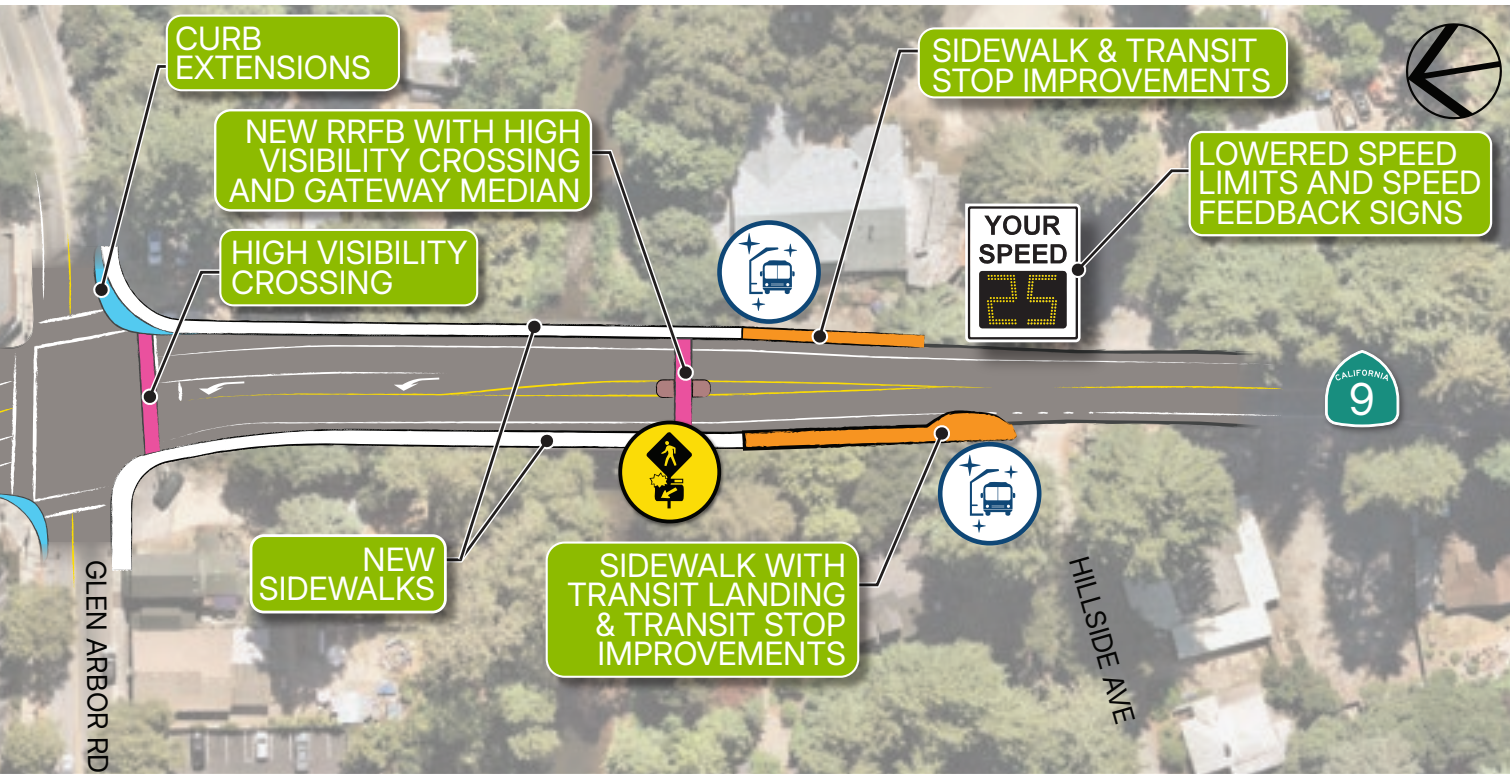 CURB
EXTENSIONS
SIDEWALK & TRANSIT
STOP IMPROVEMENTS
NEW RRFB WITH HIGH
VISIBILITY CROSSING
AND GATEWAY MEDIAN
LOWERED SPEED
LIMITS AND SPEED
FEEDBACK SIGNS
YOUR
SPEED
25
HIGH VISIBILITY
CROSSING
CALIFORNIA
9
NEW
SIDEWALKS
SIDEWALK WITH
TRANSIT LANDING
& TRANSIT STOP
IMPROVEMENTS
GLEN ARBOR RD
HILLSIDE AVE